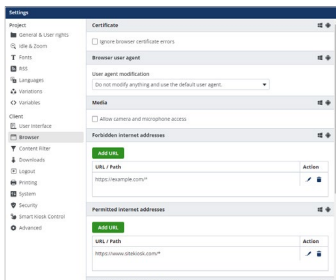 Settings
Project
General & User rights
Idle & Zoom
Fonts
RSS
Languages
Variations
Variables
Client
User Interface
Browser
Content Filter
Downloads
Logout
Printing
System
Security
Smart Kiosk Control
Advanced
Certificate
Ignore browser certificate errors
Browser user agent
User agent modification
Do not modify anything and use the default user agent.
Media
Allow camera and microphone access
Forbidden internet addresses
Add URL
URL / Path Action
https://example.com/*
Permitted internet addresses
Add URL
URL / Path Action
https://www.sitekiosk.com/*